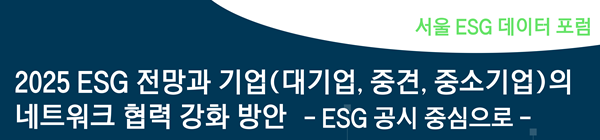 서울 ESG 데이터 포럼
2025 ESG 전망과 기업(대기업, 중견, 중소기업)의
네트워크 협력 강화 방안 - ESG 공시 중심으로 -